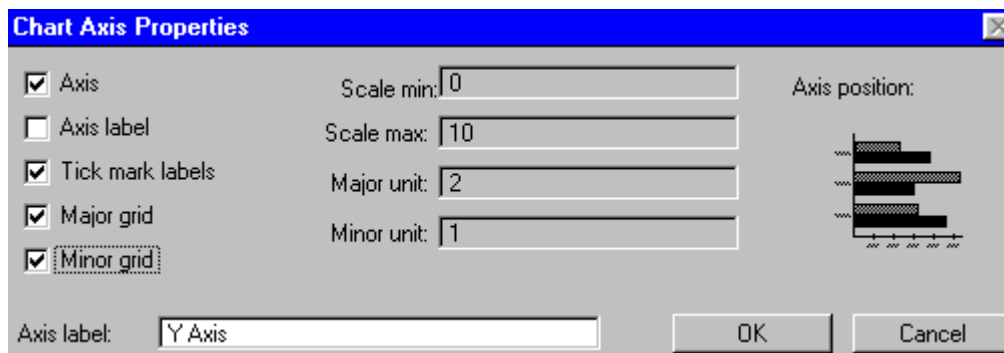 Chart Axis Properties
Axis
Axis label
Tick mark labels
Major grid
Minor grid
Scale min: 0
Scale max: 10
Major unit: 2
Minor unit: 1
Axis position:
Axis label: Y Axis
OK
Cancel